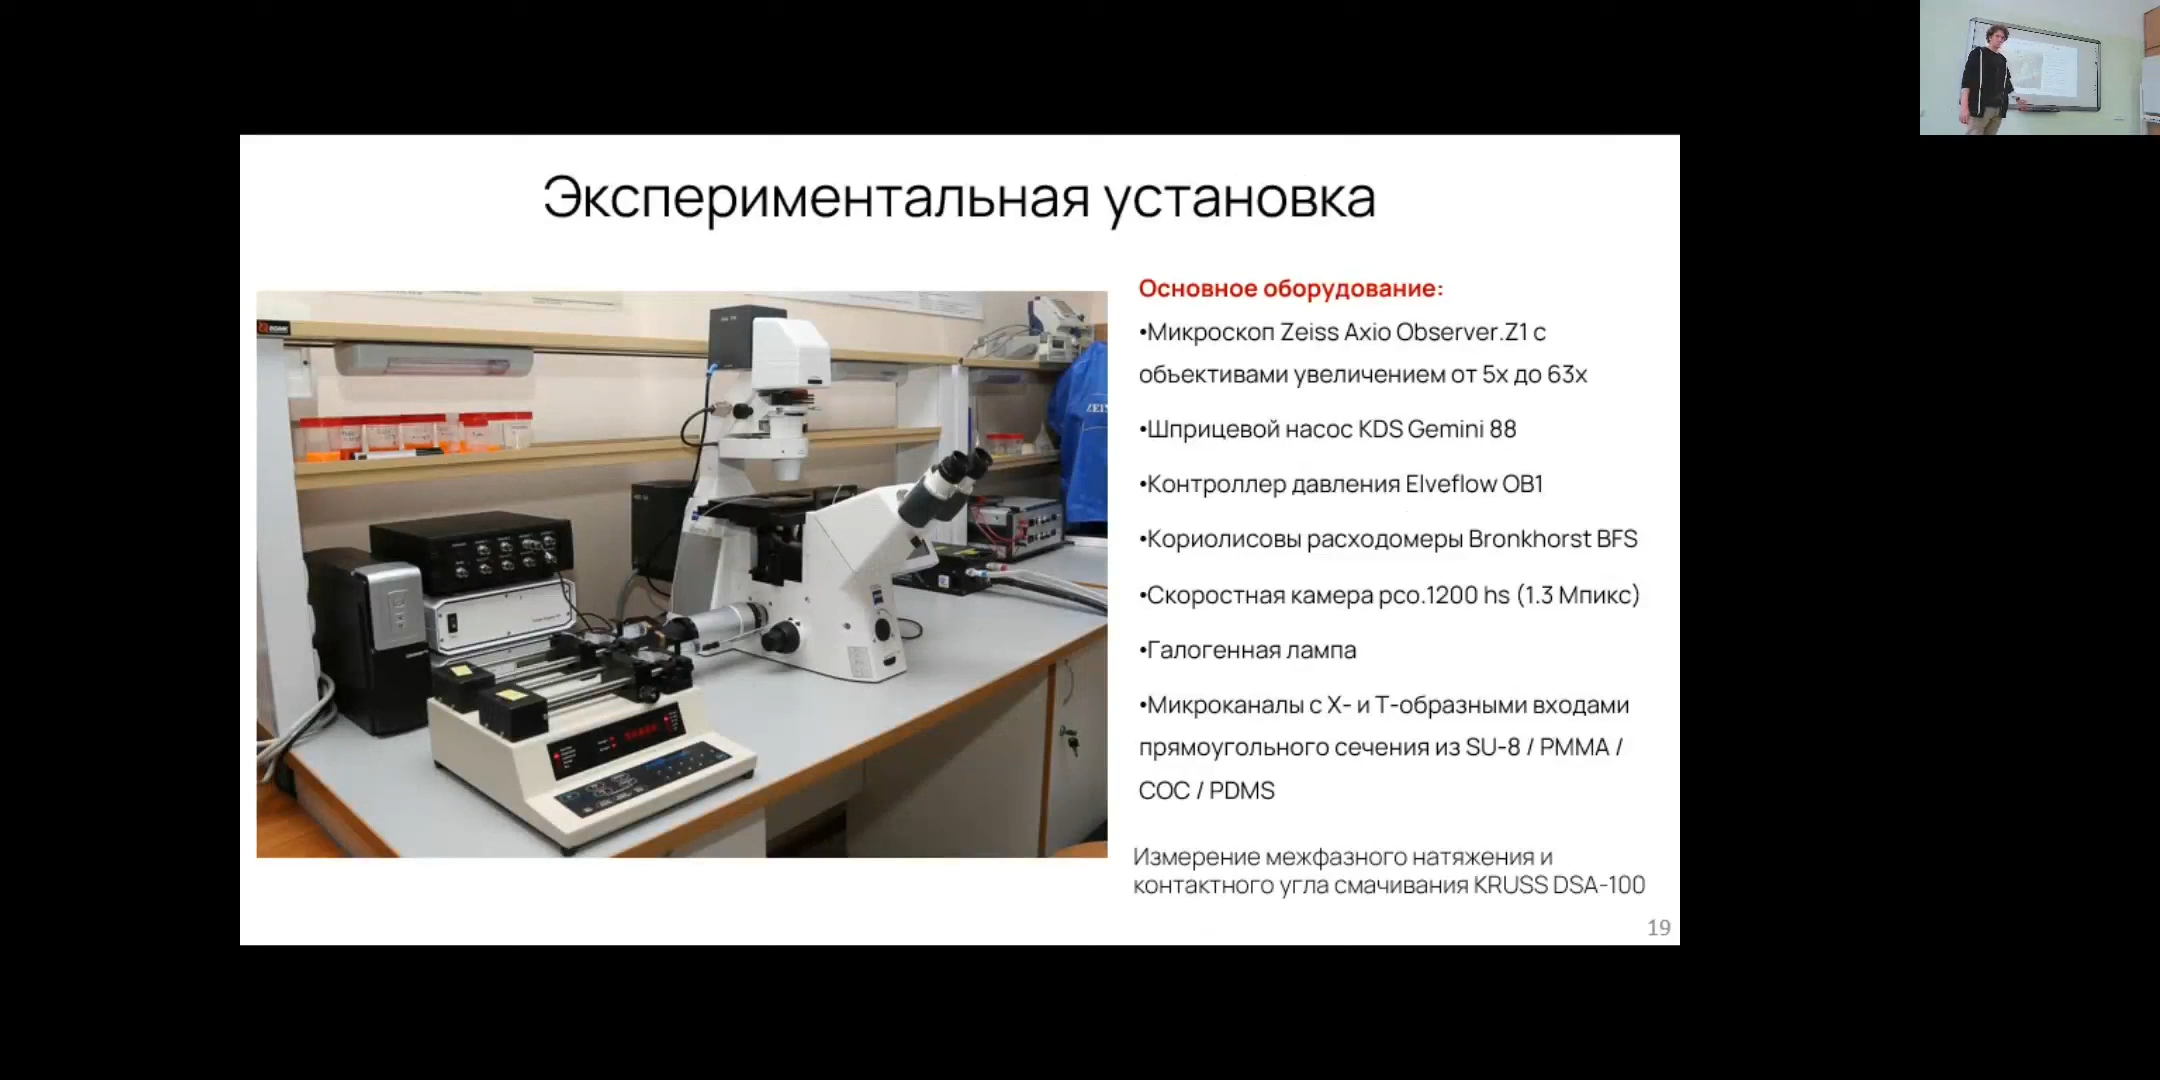 Экспериментальная установка
Основное оборудование:
•Микроскоп Zeiss Axio Observer.Z1 с
объективами увеличением от 5x до 63x
•Шприцевой насос KDS Gemini 88
•Контроллер давления Elveflow OB1
•Кориолисовы расходомеры Bronkhorst BFS
•Скоростная камера pco.1200 hs (1.3 Мпикс)
•Галогенная лампа
•Микроканалы с X- и T-образными входами
прямоугольного сечения из SU-8 / PMMA /
COC / PDMS
Измерение межфазного натяжения и
контактного угла смачивания KRUSS DSA-100
19